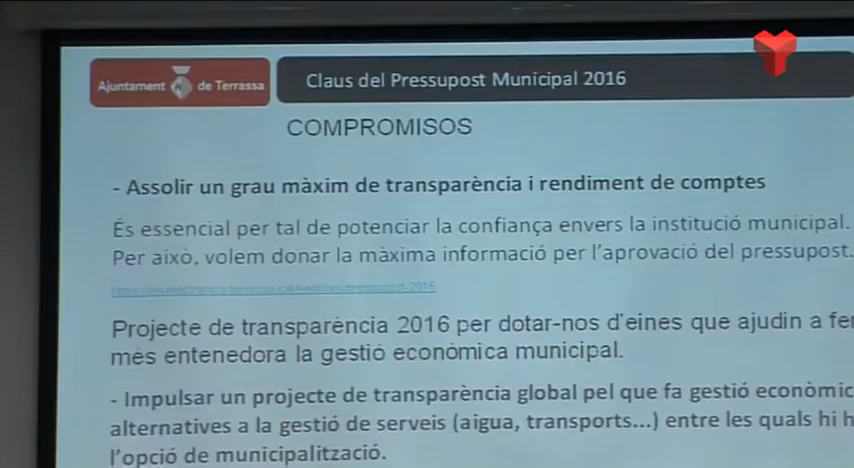 Ajuntament de Terrassa
Claus del Pressupost Municipal 2016
COMPROMISOS
- Assolir un grau màxim de transparència i rendiment de comptes
És essencial per tal de potenciar la confiança envers la institució municipal.
Per això, volem donar la màxima informació per l'aprovació del pressupost.
Projecte de transparència 2016 per dotar-nos d'eines que ajudin a fer
més entenedora la gestió econòmica municipal.
- Impulsar un projecte de transparència global pel que fa gestió econòmic
alternatives a la gestió de serveis (aigua, transports...) entre les quals hi h
l'opció de municipalització.